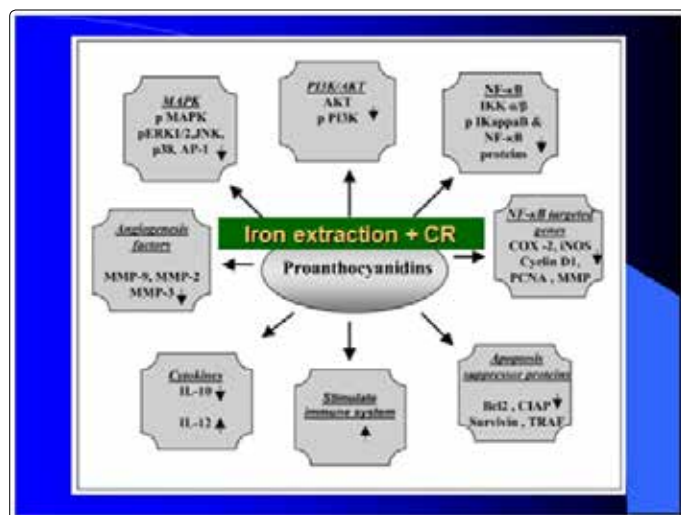 MAPK
p MAPK
pERK1/2,JNK,
p38, AP-1
PI3K/AKT
AKT
p PI3K
NF-κB
IKK α/β
p IKappaB &
NF-κB
proteins
Angiogenesis
factors
MMP-9, MMP-2
MMP-3
Iron extraction + CR
Proanthocyanidins
NF-κB targeted
genes
COX -2, iNOS
Cyclin D1,
PCNA , MMP
Cytokines
IL-10
IL-12
Stimulate
immune system
Apoptosis
suppressor proteins
Bcl2 , CIAP
Survivin , TRAF